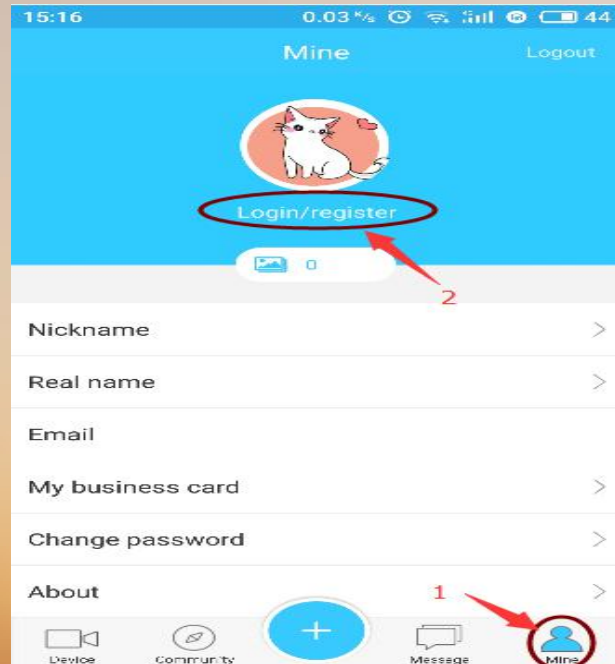 15:16 0.03 K/s 44
Mine Logout
Login/register
0
2
Nickname
Real name
Email
My business card
Change password
About 1
Device Community + Message Mine